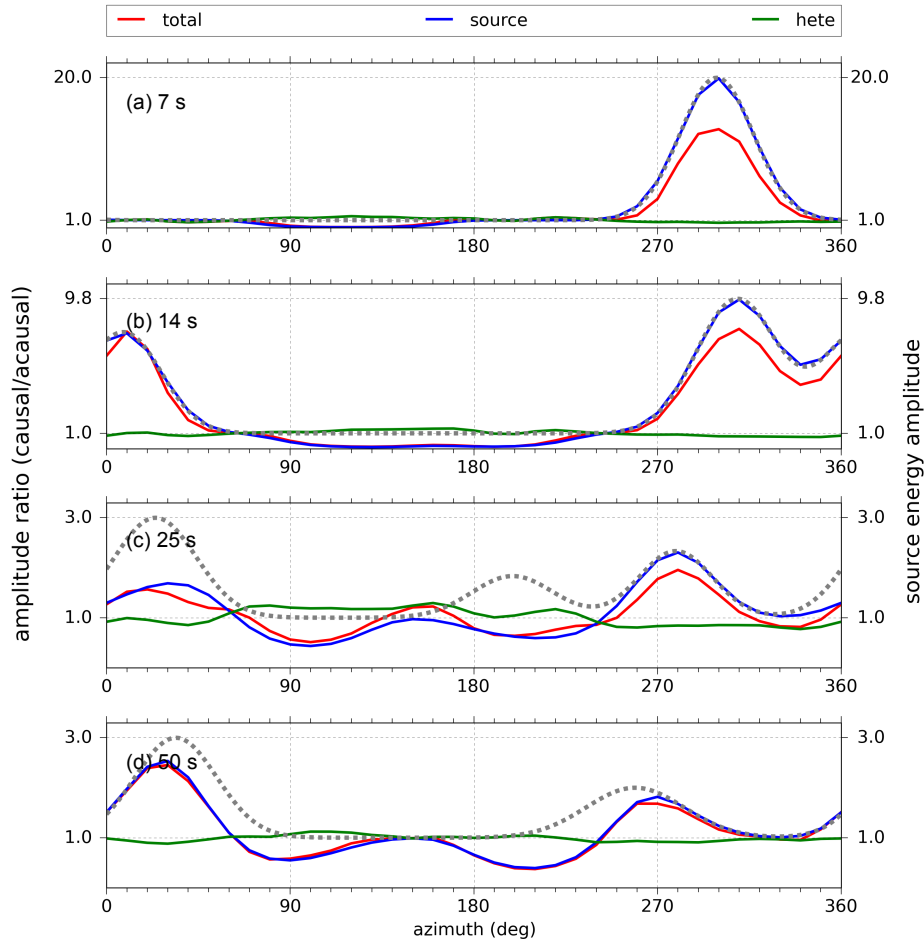 total source hete
20.0 20.0
(a) 7 s
1.0 1.0
0 90 180 270 360
9.8 9.8
(b) 14 s
1.0 1.0
0 90 180 270 360
amplitude ratio (causal/acausal)
source energy amplitude
3.0 3.0
(c) 25 s
1.0 1.0
0 90 180 270 360
3.0 3.0
(d) 50 s
1.0 1.0
0 90 180 270 360
azimuth (deg)